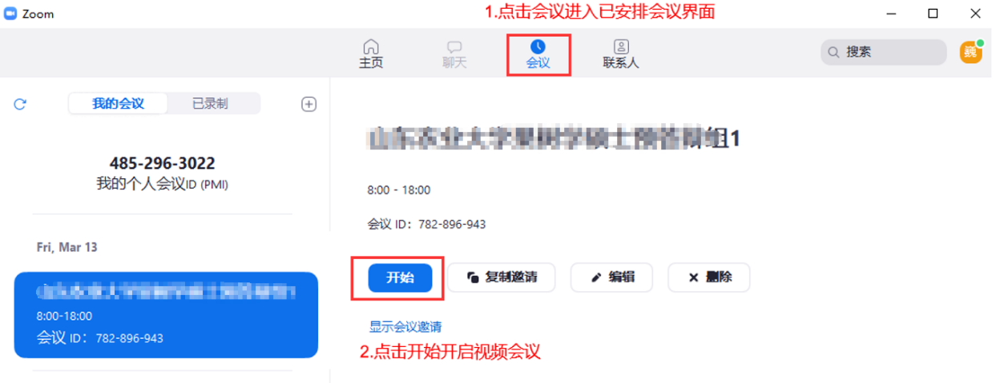 Zoom
1.点击会议进入已安排会议界面
主页
聊天
会议
联系人
搜索
我的会议
已录制
485-296-3022
我的个人会议ID (PMI)
Fri, Mar 13
8:00-18:00
会议 ID：782-896-943
组1
8:00 - 18:00
会议 ID：782-896-943
开始
复制邀请
编辑
删除
显示会议邀请
2.点击开始开启视频会议